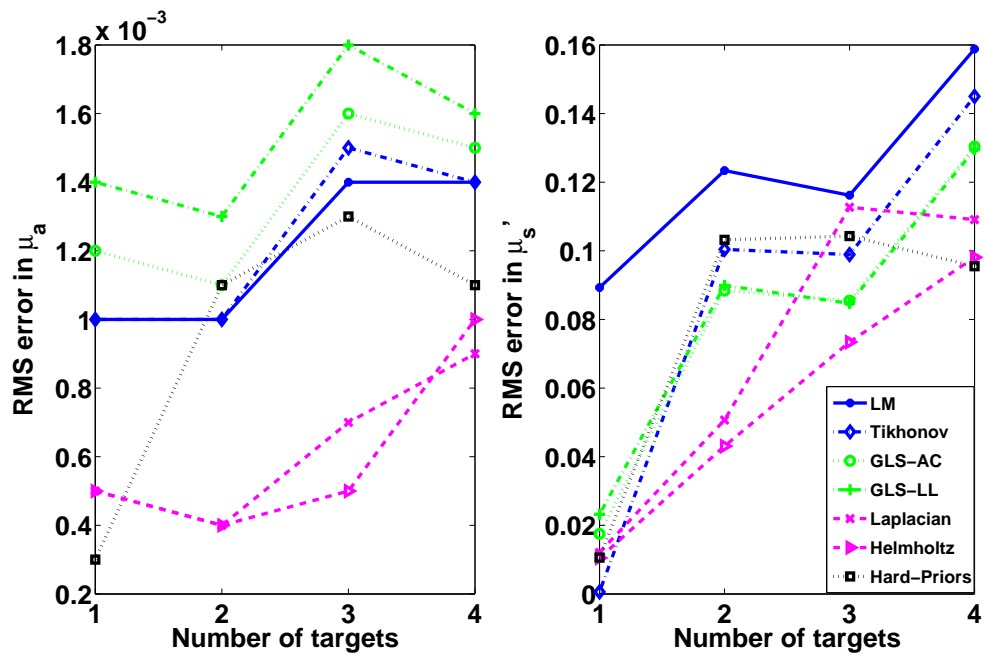 x 10−3
1.8
1.6
1.4
1.2
1
0.8
0.6
0.4
0.2
1
2
3
4
RMS error in μa
Number of targets
0.16
0.14
0.12
0.1
0.08
0.06
0.04
0.02
0
1
2
3
4
RMS error in μs'
Number of targets
LM
Tikhonov
GLS−AC
GLS−LL
Laplacian
Helmholtz
Hard−Priors